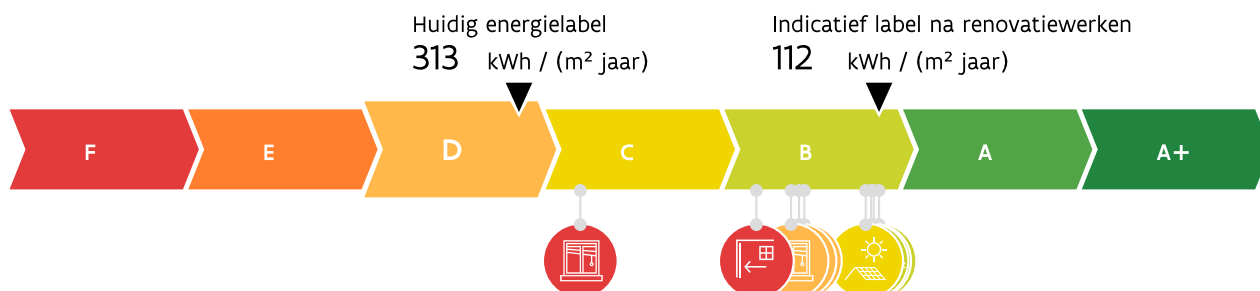 Huidig energielabel
313 kWh / (m² jaar)
Indicatief label na renovatiewerken
112 kWh / (m² jaar)
F E D C B A A+